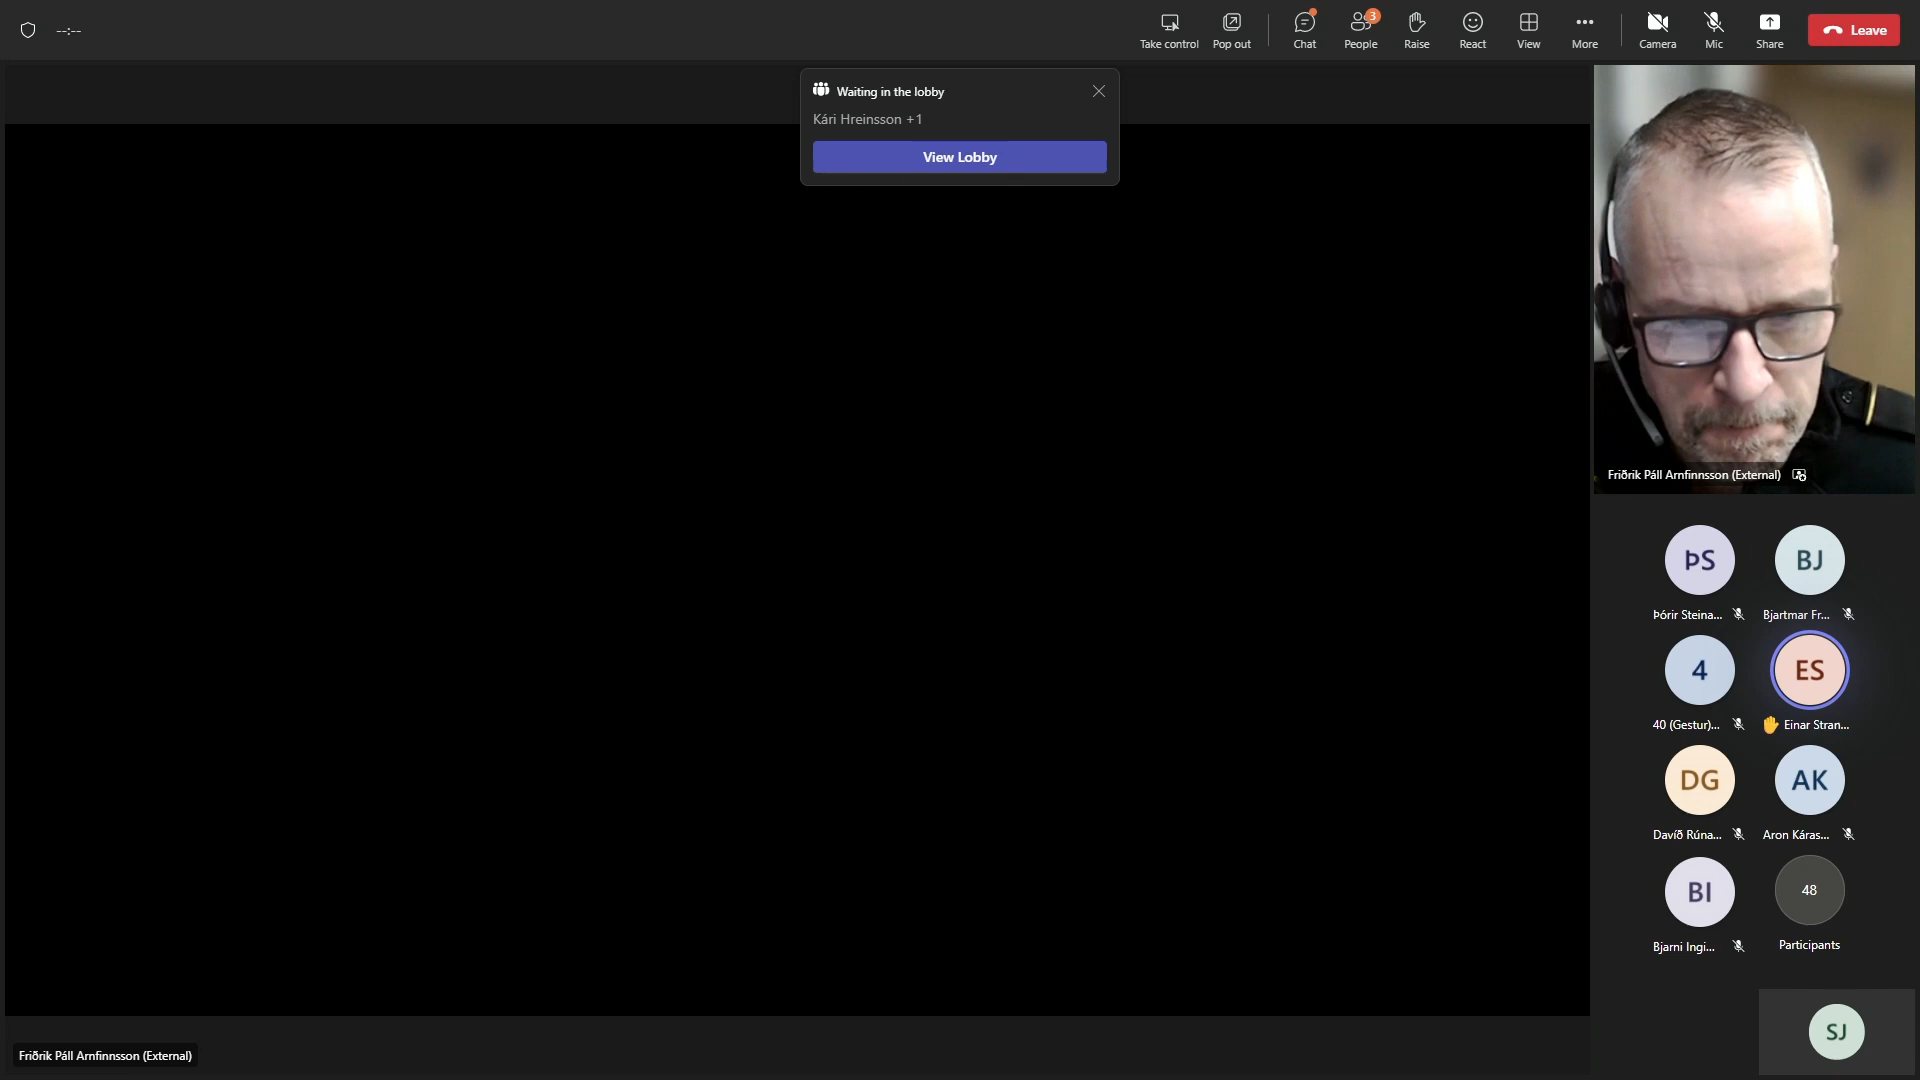 --:--
Take control
Pop out
Chat
3
People
Raise
React
View
More
Camera
Mic
Share
Leave
Waiting in the lobby
Kári Hreinsson +1
View Lobby
Friðrik Páll Arnfinnsson (External)
ÞS
BJ
Þórir Steina...
Bjartmar Fr...
4
ES
40 (Gestur)...
Einar Stran...
DG
AK
Davíð Rúna...
Aron Káras...
BI
48
Bjarni Ingi...
Participants
SJ
Friðrik Páll Arnfinnsson (External)